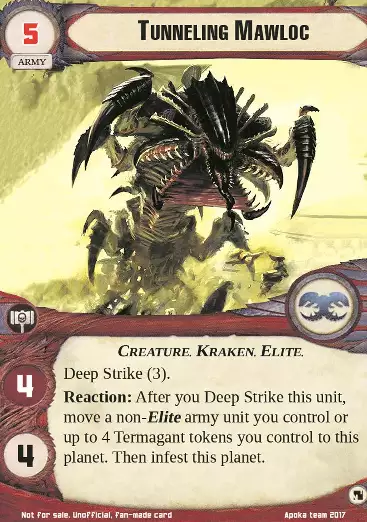 5
TUNNELING MAWLOC
ARMY
CREATURE. KRAKEN. ELITE.
4
Deep Strike (3).
Reaction: After you Deep Strike this unit,
move a non-Elite army unit you control or
up to 4 Termagant tokens you control to this
planet. Then infest this planet.
4
Not for sale. Unofficial, fan-made card
Apoka team 2017